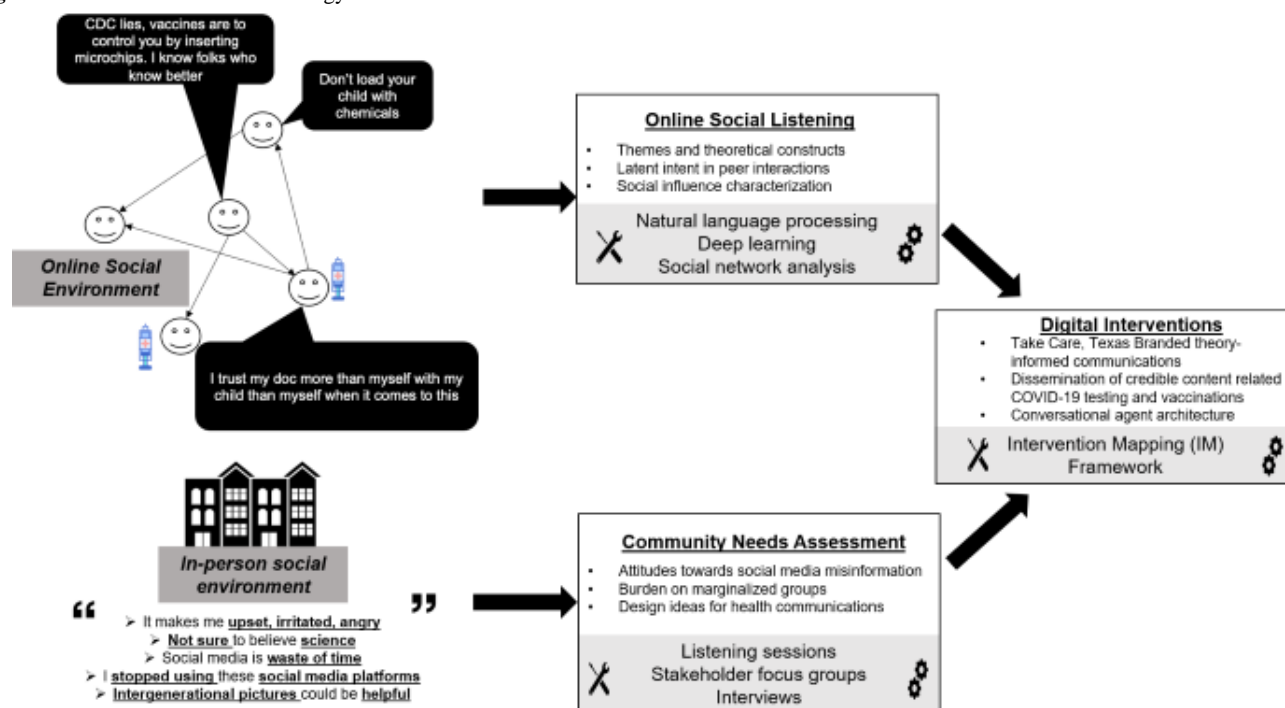 CDC lies, vaccines are to
control you by inserting
microchips. I know folks who
know better
Don't load your
child with
chemicals
Online Social
Environment
I trust my doc more than myself with my
child than myself when it comes to this
In-person social
environment
“ ”
➢ It makes me upset, irritated, angry
➢ Not sure to believe science
➢ Social media is waste of time
➢ I stopped using these social media platforms
➢ Intergenerational pictures could be helpful
Online Social Listening
▪ Themes and theoretical constructs
▪ Latent intent in peer interactions
▪ Social influence characterization
Natural language processing
Deep learning
Social network analysis
Community Needs Assessment
▪ Attitudes towards social media misinformation
▪ Burden on marginalized groups
▪ Design ideas for health communications
Listening sessions
Stakeholder focus groups
Interviews
Digital Interventions
▪ Take Care, Texas Branded theory-
informed communications
▪ Dissemination of credible content related
COVID-19 testing and vaccinations
▪ Conversational agent architecture
Intervention Mapping (IM)
Framework